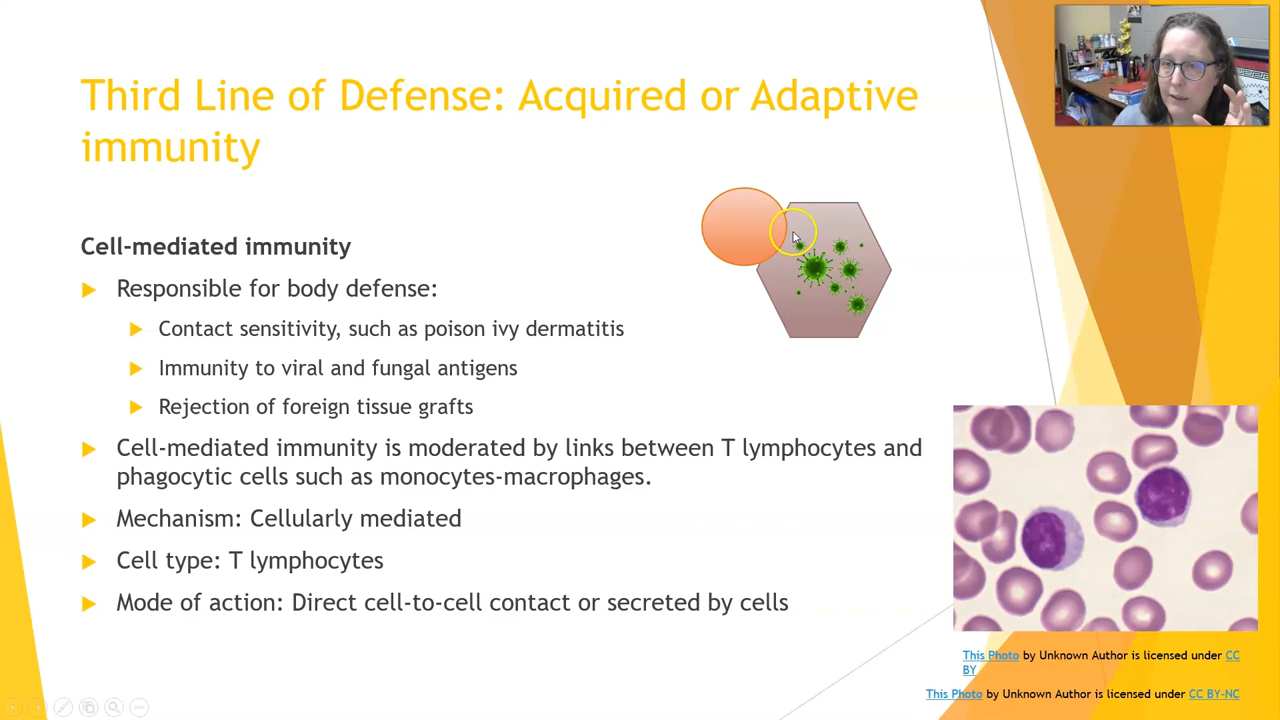 Third Line of Defense: Acquired or Adaptive
immunity
Cell-mediated immunity
Responsible for body defense:
Contact sensitivity, such as poison ivy dermatitis
Immunity to viral and fungal antigens
Rejection of foreign tissue grafts
Cell-mediated immunity is moderated by links between T lymphocytes and
phagocytic cells such as monocytes-macrophages.
Mechanism: Cellularly mediated
Cell type: T lymphocytes
Mode of action: Direct cell-to-cell contact or secreted by cells
This Photo by Unknown Author is licensed under CC
BY
This Photo by Unknown Author is licensed under CC BY-NC